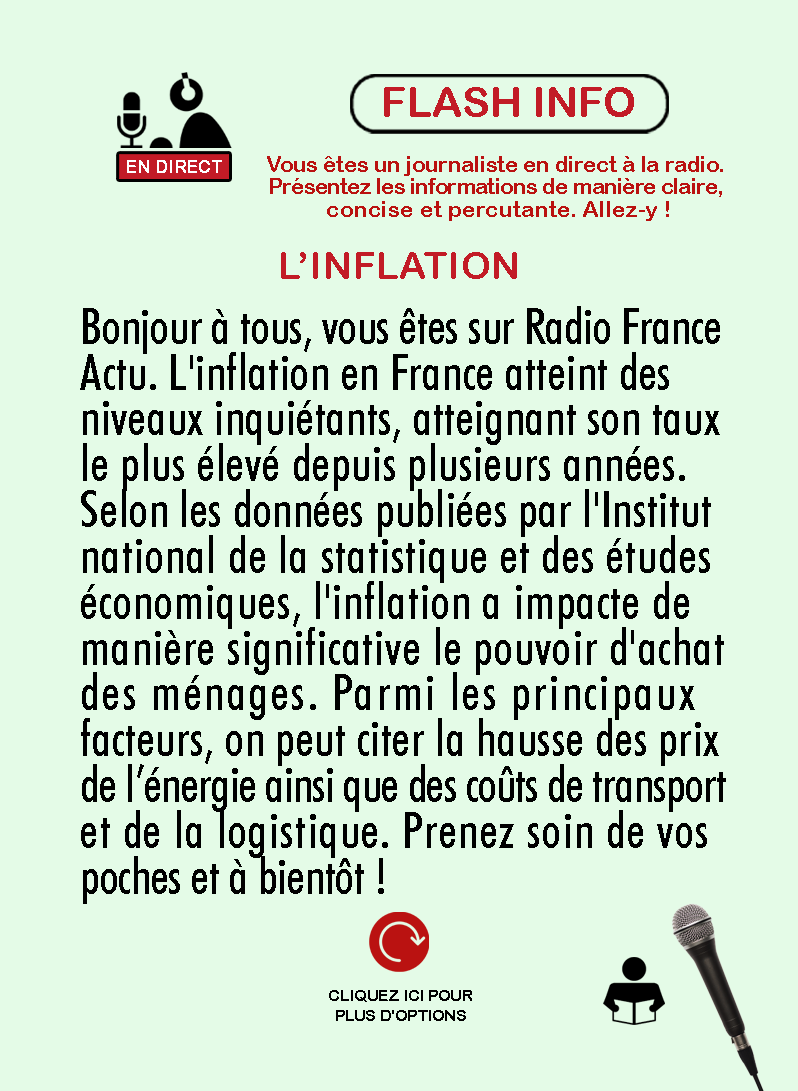 FLASH INFO
EN DIRECT
Vous êtes un journaliste en direct à la radio.
Présentez les informations de manière claire,
concise et percutante. Allez-y !
L’INFLATION
Bonjour à tous, vous êtes sur Radio France
Actu. L'inflation en France atteint des
niveaux inquiétants, atteignant son taux
le plus élevé depuis plusieurs années.
Selon les données publiées par l'Institut
national de la statistique et des études
économiques, l'inflation a impacte de
manière significative le pouvoir d'achat
des ménages. Parmi les principaux
facteurs, on peut citer la hausse des prix
de l’énergie ainsi que des coûts de transport
et de la logistique. Prenez soin de vos
poches et à bientôt !
CLIQUEZ ICI POUR
PLUS D'OPTIONS